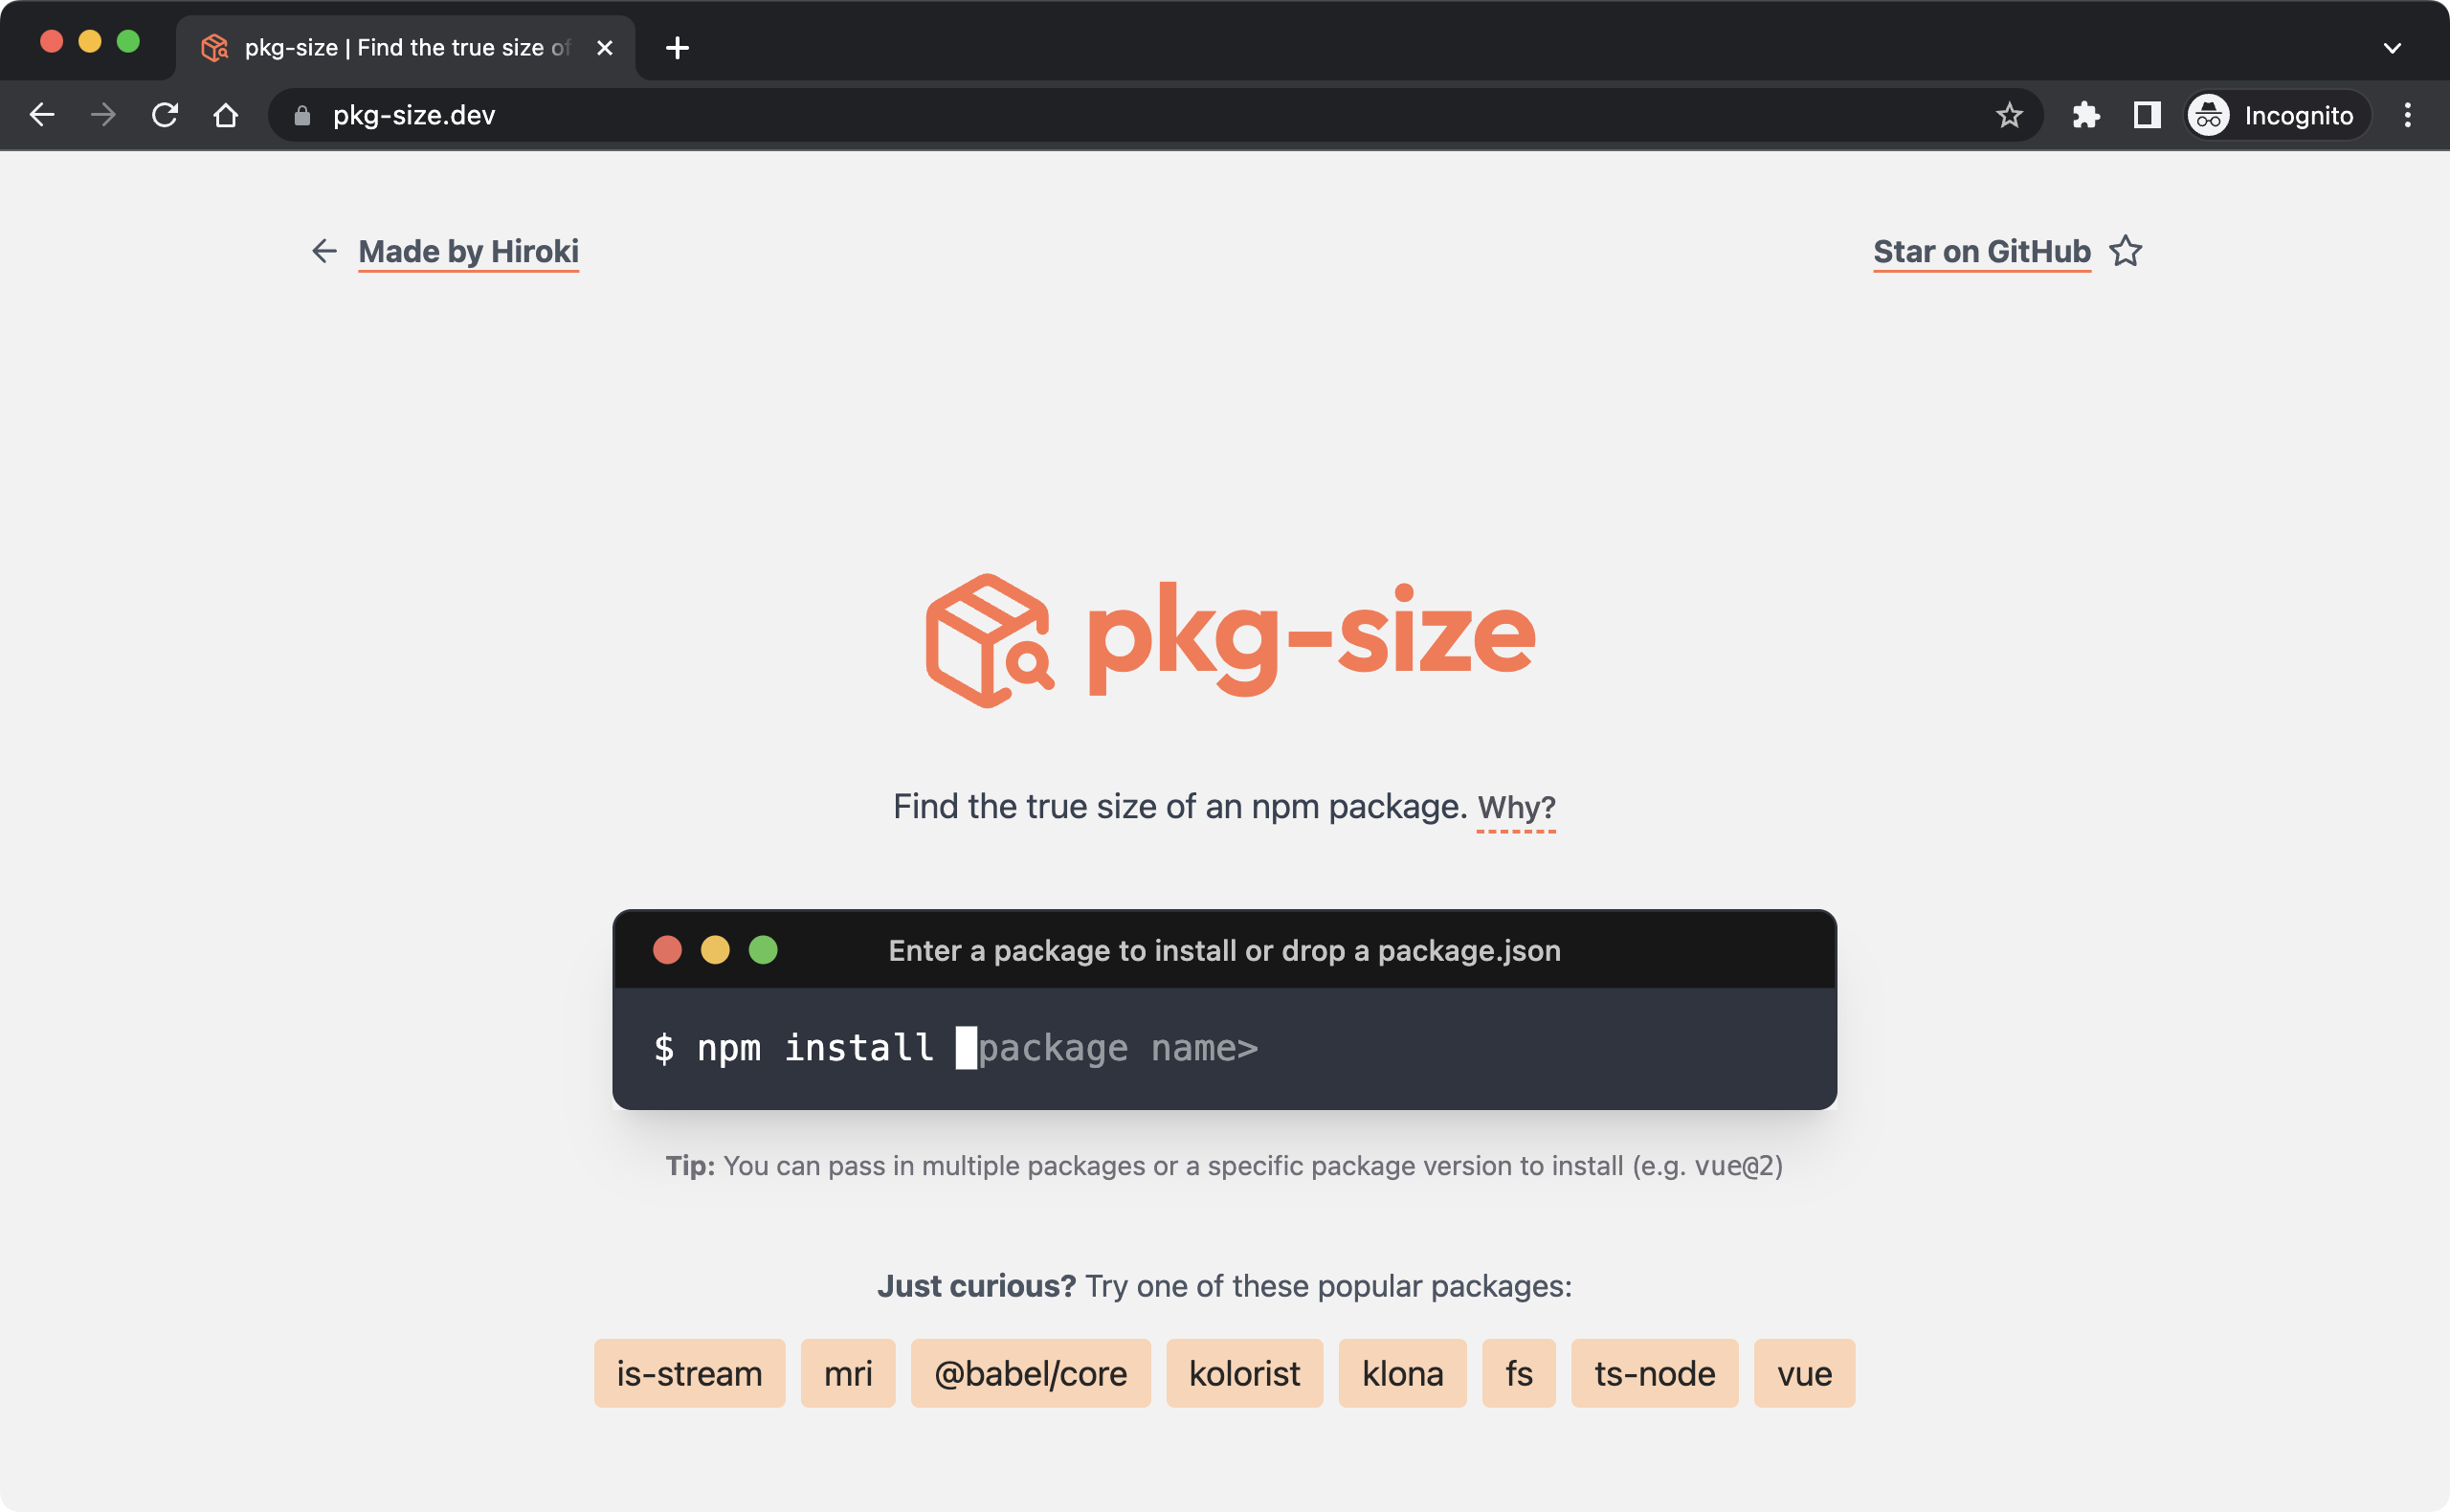 pkg-size | Find the true size of
pkg-size.dev
Incognito
Made by Hiroki
Star on GitHub
pkg-size
Find the true size of an npm package. Why?
Enter a package to install or drop a package.json
$ npm install package name>
Tip: You can pass in multiple packages or a specific package version to install (e.g. vue@2)
Just curious? Try one of these popular packages:
is-stream mri @babel/core kolorist klona fs ts-node vue